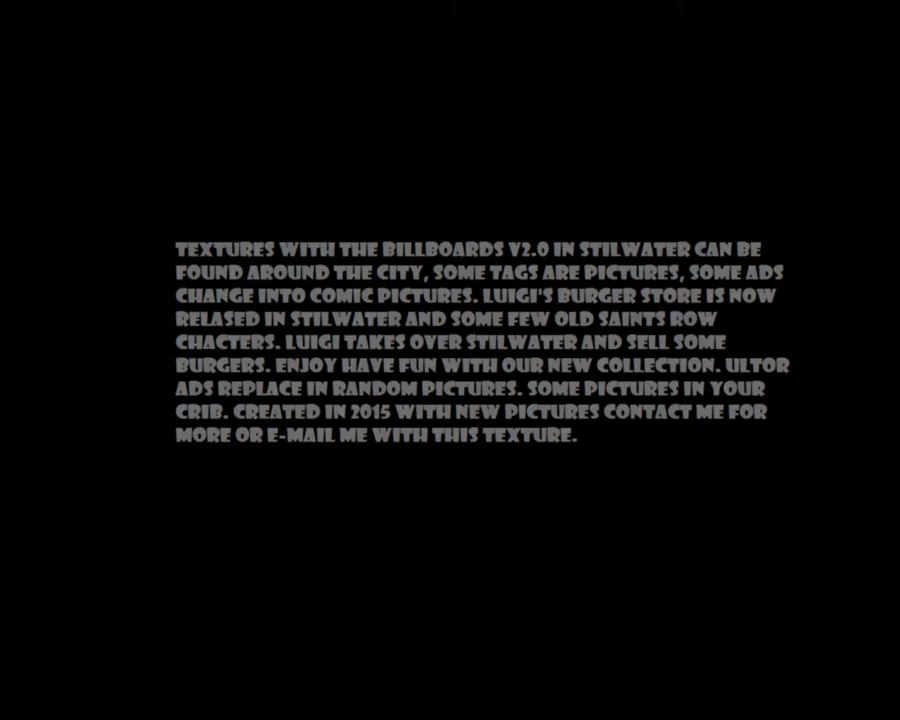 TEXTURES WITH THE BILLBOARDS V2.0 IN STILWATER CAN BE
FOUND AROUND THE CITY, SOME TAGS ARE PICTURES, SOME ADS
CHANGE INTO COMIC PICTURES. LUIGI'S BURGER STORE IS NOW
RELASED IN STILWATER AND SOME FEW OLD SAINTS ROW
CHACTERS. LUIGI TAKES OVER STILWATER AND SELL SOME
BURGERS. ENJOY HAVE FUN WITH OUR NEW COLLECTION. ULTOR
ADS REPLACE IN RANDOM PICTURES. SOME PICTURES IN YOUR
CRIB. CREATED IN 2015 WITH NEW PICTURES CONTACT ME FOR
MORE OR E-MAIL ME WITH THIS TEXTURE.